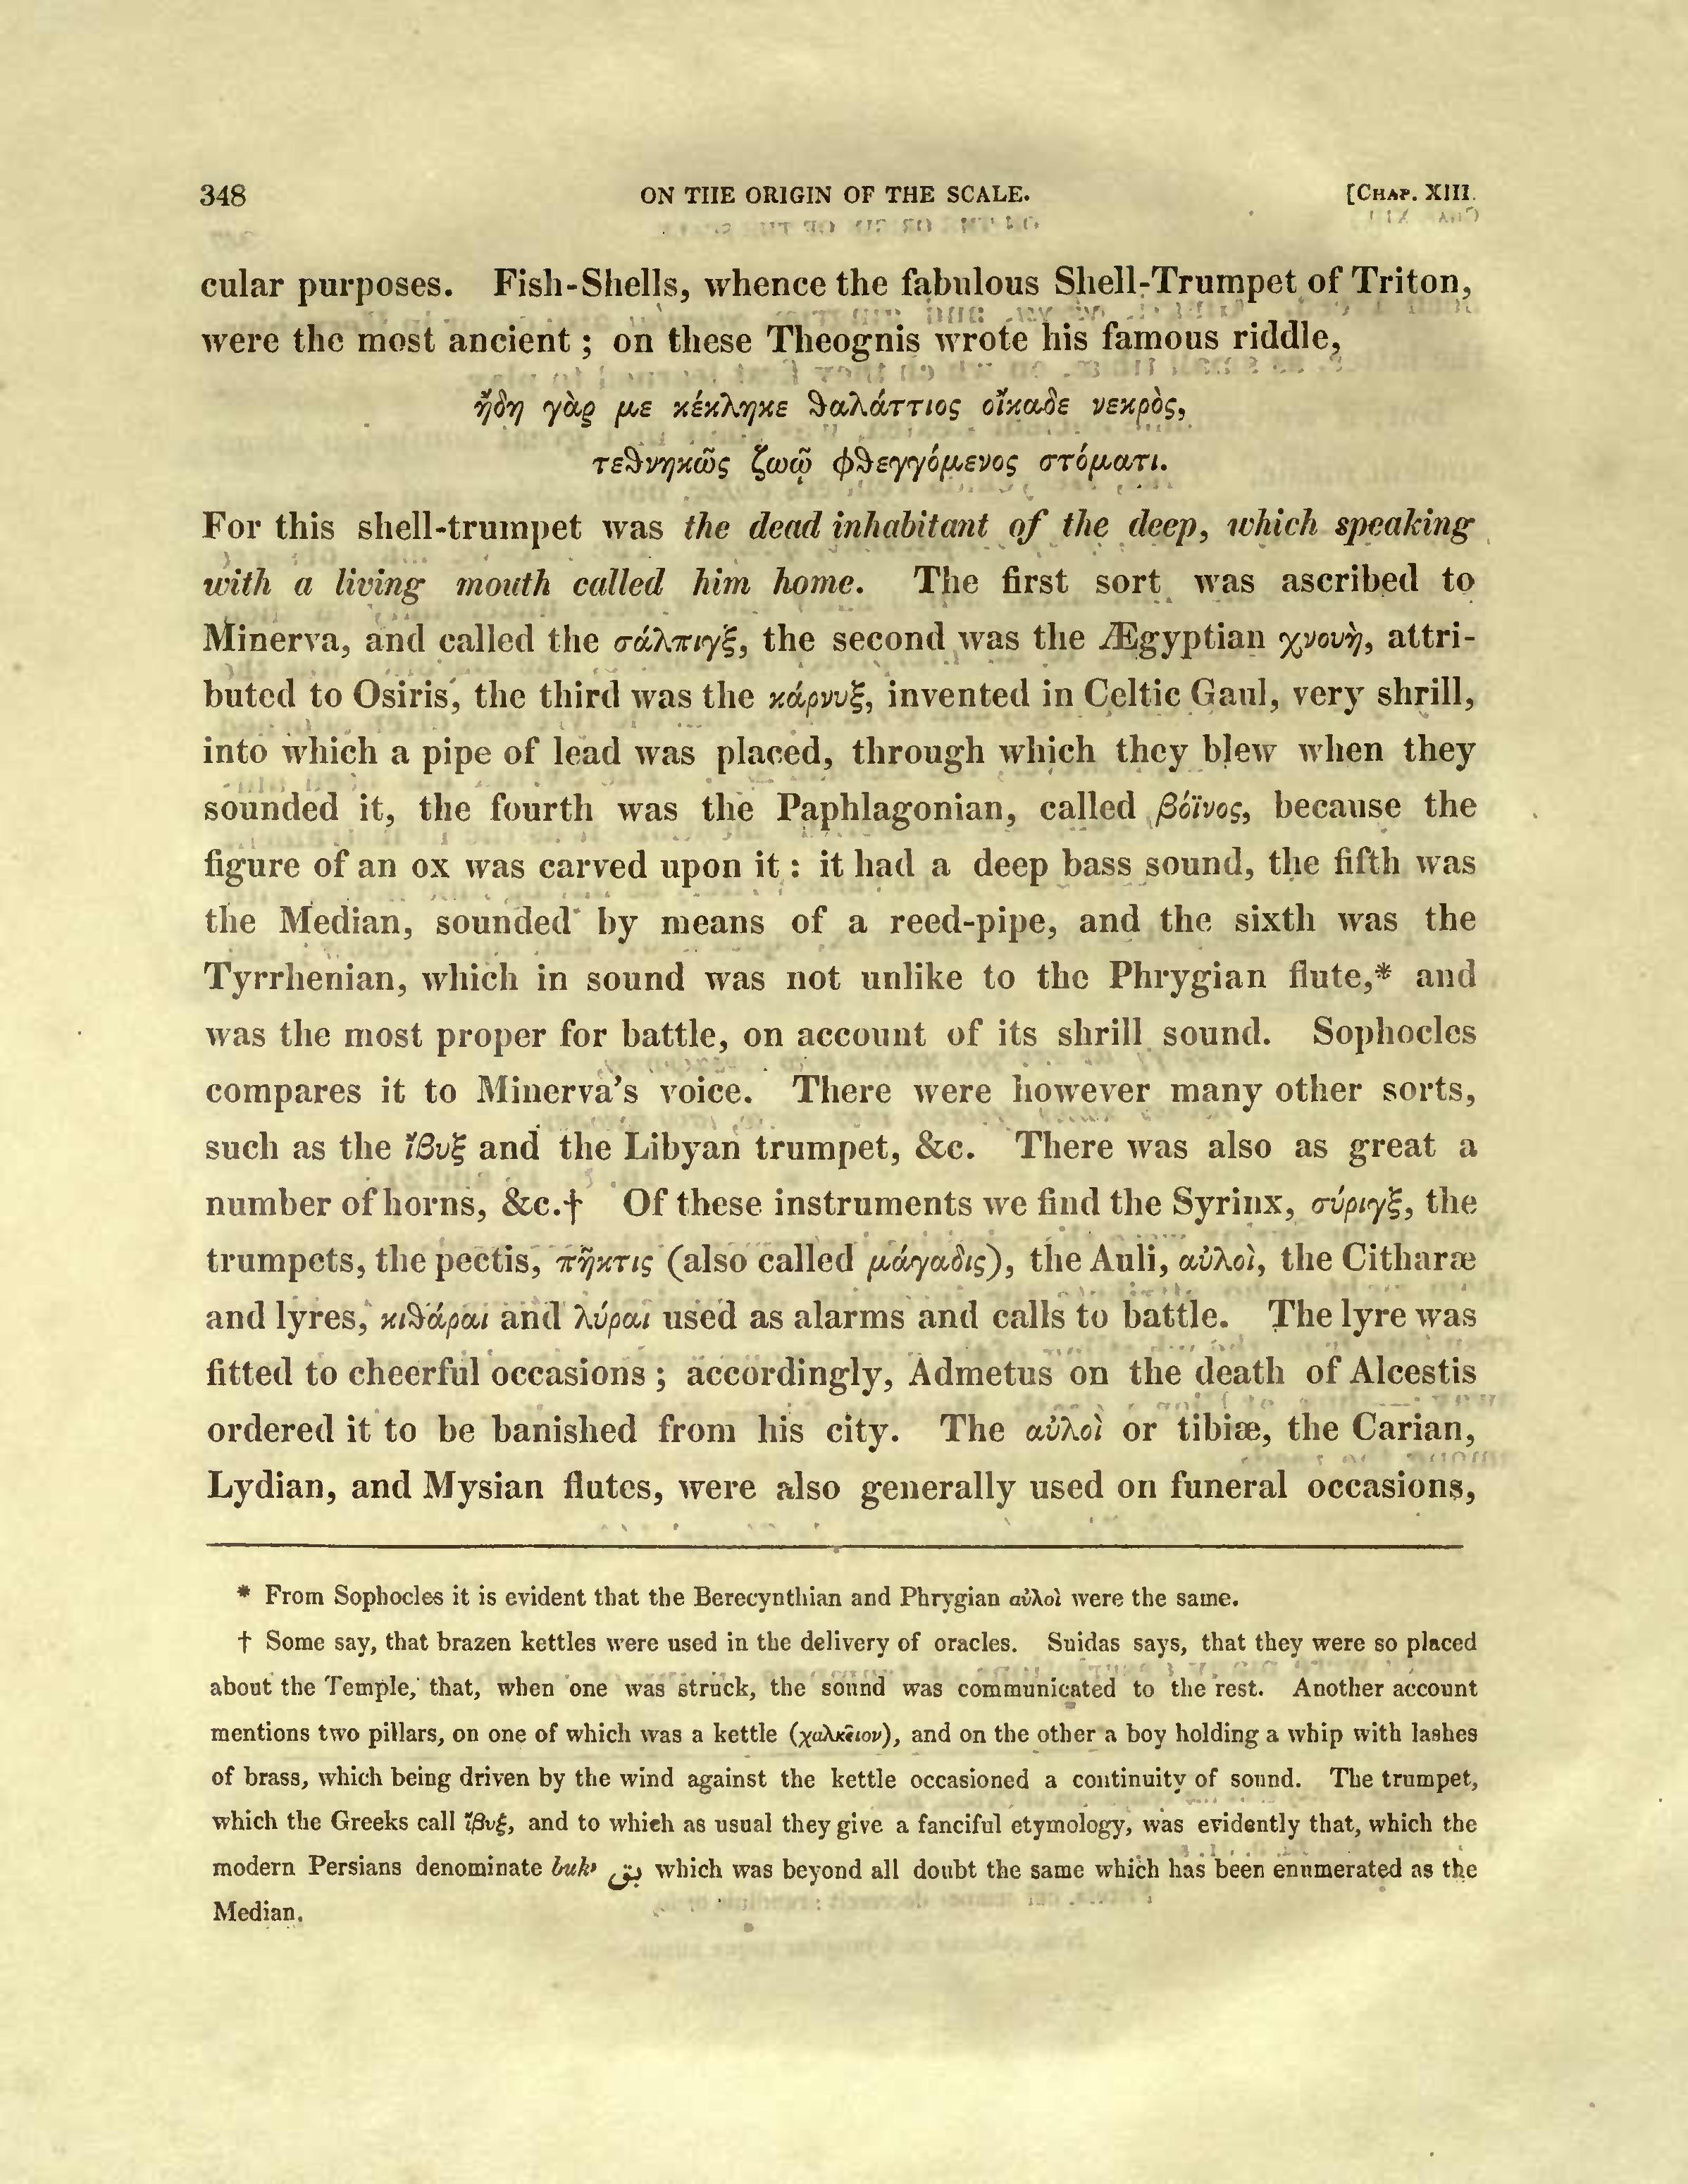 348 ON THE ORIGIN OF THE SCALE. [CHAP. XIII.
cular purposes. Fish-Shells, whence the fabulous Shell-Trumpet of Triton,
were the most ancient ; on these Theognis wrote his famous riddle,
ἤδη γὰρ με κέκληκε θαλάττιος οἴκαδε νεκρὸς,
τεθνηκῶς ζωῷ φθεγγόμενος στόματι.
For this shell-trumpet was the dead inhabitant of the deep, which speaking
with a living mouth called him home. The first sort was ascribed to
Minerva, and called the σάλπιγξ, the second was the Ægyptian χνουὴ, attri-
buted to Osiris, the third was the κάρνυξ, invented in Celtic Gaul, very shrill,
into which a pipe of lead was placed, through which they blew when they
sounded it, the fourth was the Paphlagonian, called βόϊνος, because the
figure of an ox was carved upon it : it had a deep bass sound, the fifth was
the Median, sounded by means of a reed-pipe, and the sixth was the
Tyrrhenian, which in sound was not unlike to the Phrygian flute,* and
was the most proper for battle, on account of its shrill sound. Sophocles
compares it to Minerva's voice. There were however many other sorts,
such as the ἴβυξ and the Libyan trumpet, &c. There was also as great a
number of horns, &c.† Of these instruments we find the Syrinx, σύριγξ, the
trumpets, the pectis, πῆκτις (also called μάγαδις), the Auli, αὐλοὶ, the Citharæ
and lyres, κιθάραι and λύραι used as alarms and calls to battle. The lyre was
fitted to cheerful occasions ; accordingly, Admetus on the death of Alcestis
ordered it to be banished from his city. The αὐλοὶ or tibiæ, the Carian,
Lydian, and Mysian flutes, were also generally used on funeral occasions,
* From Sophocles it is evident that the Berecynthian and Phrygian αὐλοὶ were the same.
† Some say, that brazen kettles were used in the delivery of oracles. Suidas says, that they were so placed
about the Temple, that, when one was struck, the sound was communicated to the rest. Another account
mentions two pillars, on one of which was a kettle (χαλκεῖον), and on the other a boy holding a whip with lashes
of brass, which being driven by the wind against the kettle occasioned a continuity of sound. The trumpet,
which the Greeks call ἴβυξ, and to which as usual they give a fanciful etymology, was evidently that, which the
modern Persians denominate buk بق which was beyond all doubt the same which has been enumerated as the
Median.